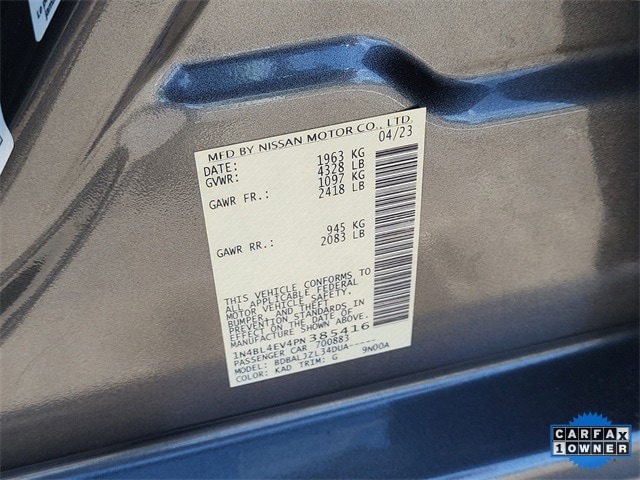 MFD BY NISSAN MOTOR CO., LTD.
DATE: 04/23
GVWR: 1963 KG
4328 LB
GAWR FR.: 1097 KG
2418 LB
GAWR RR.: 945 KG
2083 LB
THIS VEHICLE CONFORMS TO
ALL APPLICABLE FEDERAL
MOTOR VEHICLE SAFETY,
BUMPER, AND THEFT
PREVENTION STANDARDS IN
EFFECT ON THE DATE OF
MANUFACTURE SHOWN ABOVE.
1N4BL4EV4PN385416
PASSENGER CAR 700883
MODEL: BDBALJZL34DUA-----
COLOR: KAD TRIM: G 9N00A
CARFAX
1 OWNER